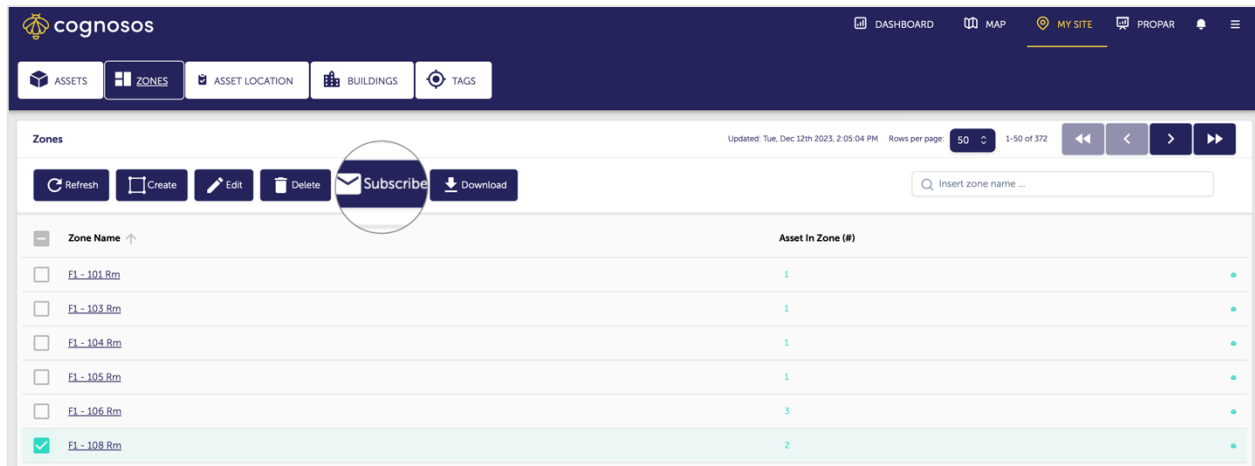 cognosos
DASHBOARD MAP MY SITE PROPAR
ASSETS ZONES ASSET LOCATION BUILDINGS TAGS
Zones Updated: Tue, Dec 12th 2023, 2:05:04 PM Rows per page: 50 1-50 of 372
Refresh Create Edit Delete Subscribe Download Insert zone name ...
Zone Name Asset In Zone (#)
F1 - 101 Rm 1
F1 - 103 Rm 1
F1 - 104 Rm 1
F1 - 105 Rm 1
F1 - 106 Rm 3
F1 - 108 Rm 2